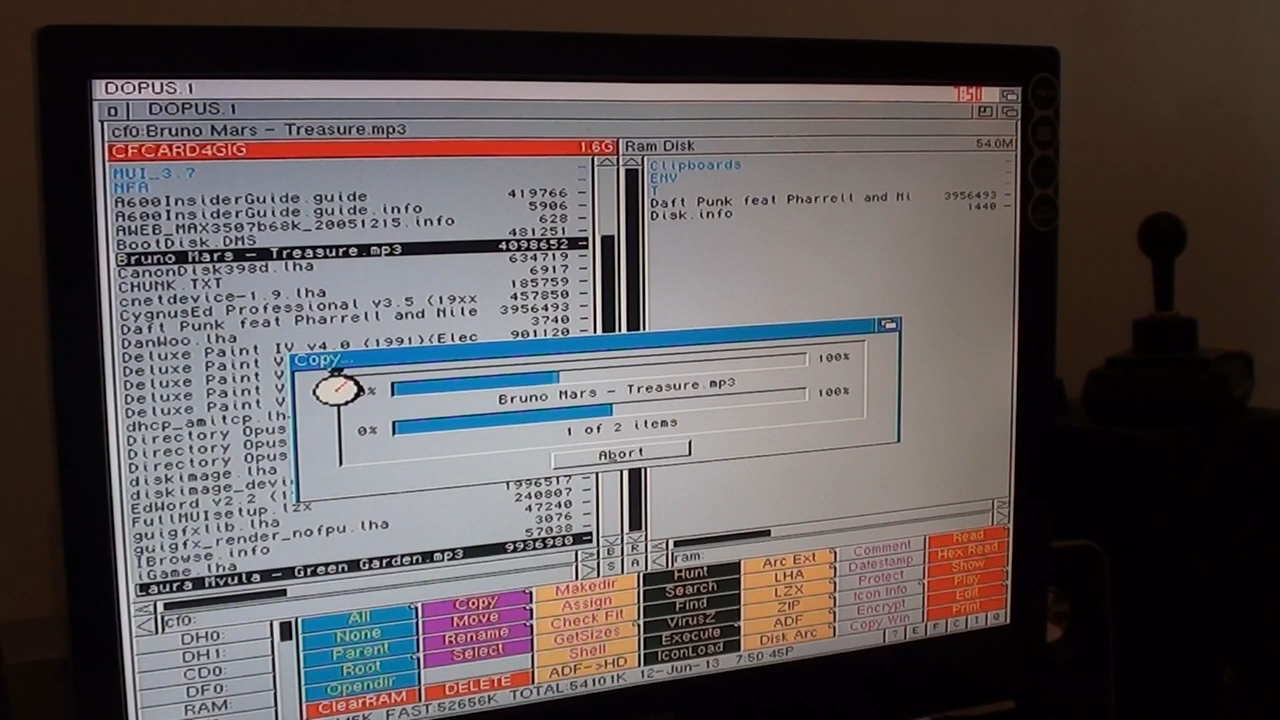 DOPUS.1
7:50
DOPUS.1
cf0:Bruno Mars - Treasure.mp3
CFCARD4GIG 1.6G
Ram Disk 54.0M
MUI_3.7
NFA
A600InsiderGuide.guide 419766
A600InsiderGuide.guide.info 5906
AWEB_MAX3507b68k_20051215.info 628
BootDisk.DMS 481251
Bruno Mars - Treasure.mp3 4098652
CanonDisk398d.lha 634719
CHUNK.TXT 6917
cnetdevice-1.9.lha 185759
CygnusEd Professional v3.5 (19xx 457850
Daft Punk feat Pharrell and Nile 3956493
DanWoo.lha 3740
Deluxe Paint IV v4.0 (1991)(Elec 901120
Deluxe Paint V
Deluxe Paint V
Deluxe Paint V
Deluxe Paint V
dhcp_amitcp.lh
Directory Opus
Directory Opus
Directory Opus
diskimage.lha
diskimage_devi
EdWord v2.2 (1 1996517
FullMUIsetup.lzx 240807
guigfxlib.lha 47240
guigfx_render_nofpu.lha 3076
IBrowse.info 57038
iGame.lha
Laura Mvula - Green Garden.mp3 9936980
Clipboards
ENV
T
Daft Punk feat Pharrell and Ni 3956493
Disk.info 1440
Copy...
% 100%
Bruno Mars - Treasure.mp3
0% 100%
1 of 2 items
Abort
B R
S A
cf0:
ram:
DH0:
DH1:
CD0:
DF0:
RAM:
All
None
Parent
Root
Opendir
ClearRAM
Copy
Move
Rename
Select
DELETE
Makedir
Assign
Check Fit
GetSizes
Shell
ADF->HD
Hunt
Search
Find
VirusZ
Execute
IconLoad
Arc Ext
LHA
LZX
ZIP
ADF
Disk Arc
Comment
Datestamp
Protect
Icon Info
Encrypt
Copy Win
Read
Hex Read
Show
Play
Edit
Print
? E F C I Q
FAST:52656K TOTAL:54101K 12-Jun-13 7:50:45P